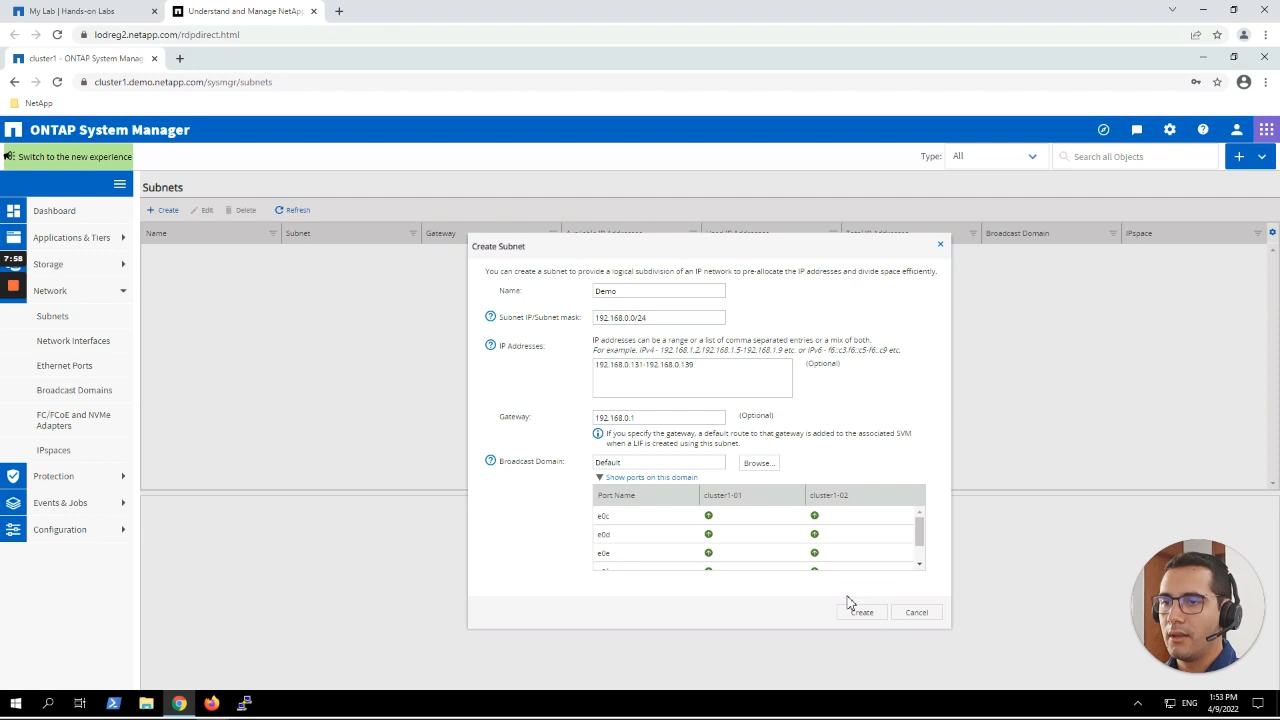 My Lab | Hands-on Labs
Understand and Manage NetApp
lodreg2.netapp.com/rdpdirect.html
cluster1 - ONTAP System Manag
cluster1.demo.netapp.com/sysmgr/subnets
NetApp
ONTAP System Manager
Switch to the new experience
Type: All
Search all Objects
Subnets
Create Edit Delete Refresh
Name Subnet Gateway Available IP Addresses Used IP Addresses Total IP Addresses Broadcast Domain IPspace
Dashboard
Applications & Tiers
7:58
Storage
Network
Subnets
Network Interfaces
Ethernet Ports
Broadcast Domains
FC/FCoE and NVMe
Adapters
IPspaces
Protection
Events & Jobs
Configuration
Create Subnet
You can create a subnet to provide a logical subdivision of an IP network to pre-allocate the IP addresses and divide space efficiently.
Name: Demo
Subnet IP/Subnet mask: 192.168.0.0/24
IP Addresses: IP addresses can be a range or a list of comma separated entries or a mix of both.
For example: IPv4 - 192.168.1.2,192.168.1.5-192.168.1.9 etc. or IPv6 - f6::c3,f6::c5-f6::c9 etc.
192.168.0.131-192.168.0.139 (Optional)
Gateway: 192.168.0.1 (Optional)
If you specify the gateway, a default route to that gateway is added to the associated SVM
when a LIF is created using this subnet.
Broadcast Domain: Default Browse...
Show ports on this domain
Port Name cluster1-01 cluster1-02
e0c
e0d
e0e
Create Cancel
ENG
1:53 PM
4/9/2022